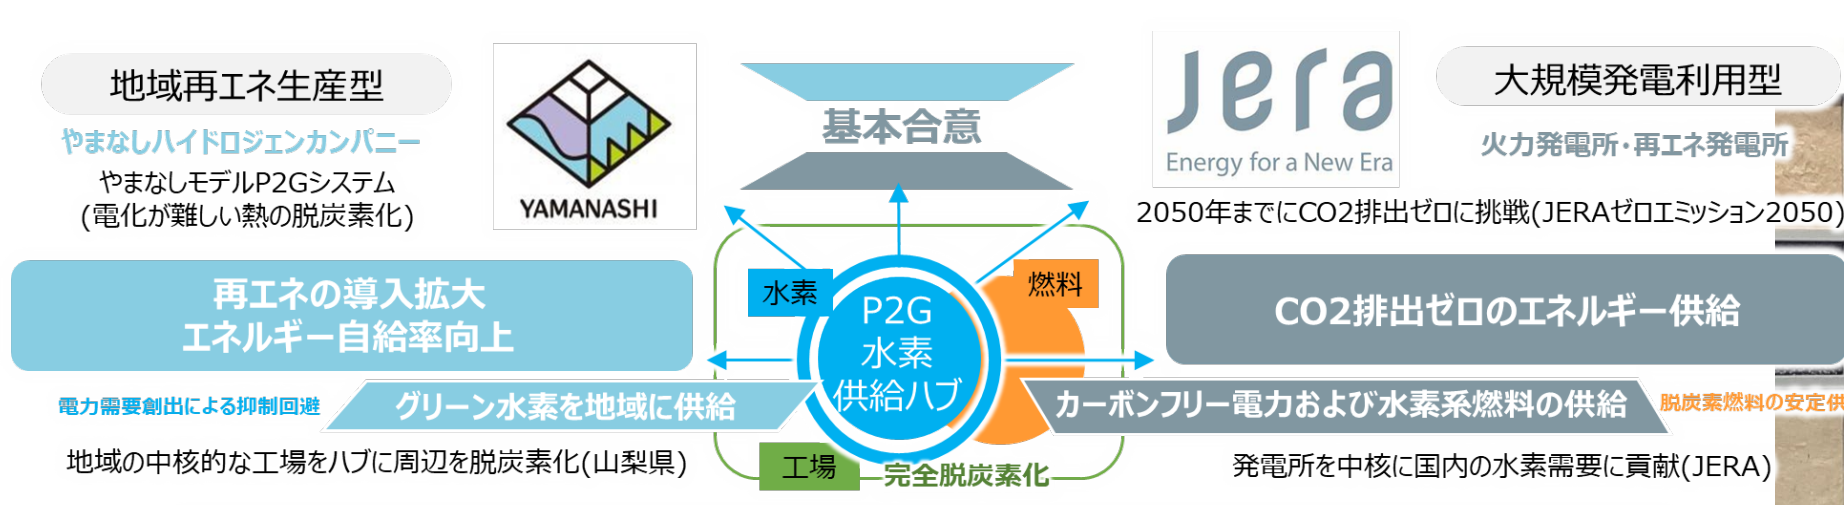 地域再エネ生産型
やまなしハイドロジェンカンパニー
やまなしモデルP2Gシステム
(電化が難しい熱の脱炭素化)
YAMANASHI
基本合意
Jera
Energy for a New Era
大規模発電利用型
火力発電所・再エネ発電所
2050年までにCO2排出ゼロに挑戦(JERAゼロエミッション2050)
再エネの導入拡大
エネルギー自給率向上
水素
燃料
P2G
水素
供給ハブ
CO2排出ゼロのエネルギー供給
電力需要創出による抑制回避
グリーン水素を地域に供給
カーボンフリー電力および水素系燃料の供給
脱炭素燃料の安定供
地域の中核的な工場をハブに周辺を脱炭素化(山梨県)
工場
完全脱炭素化
発電所を中核に国内の水素需要に貢献(JERA)